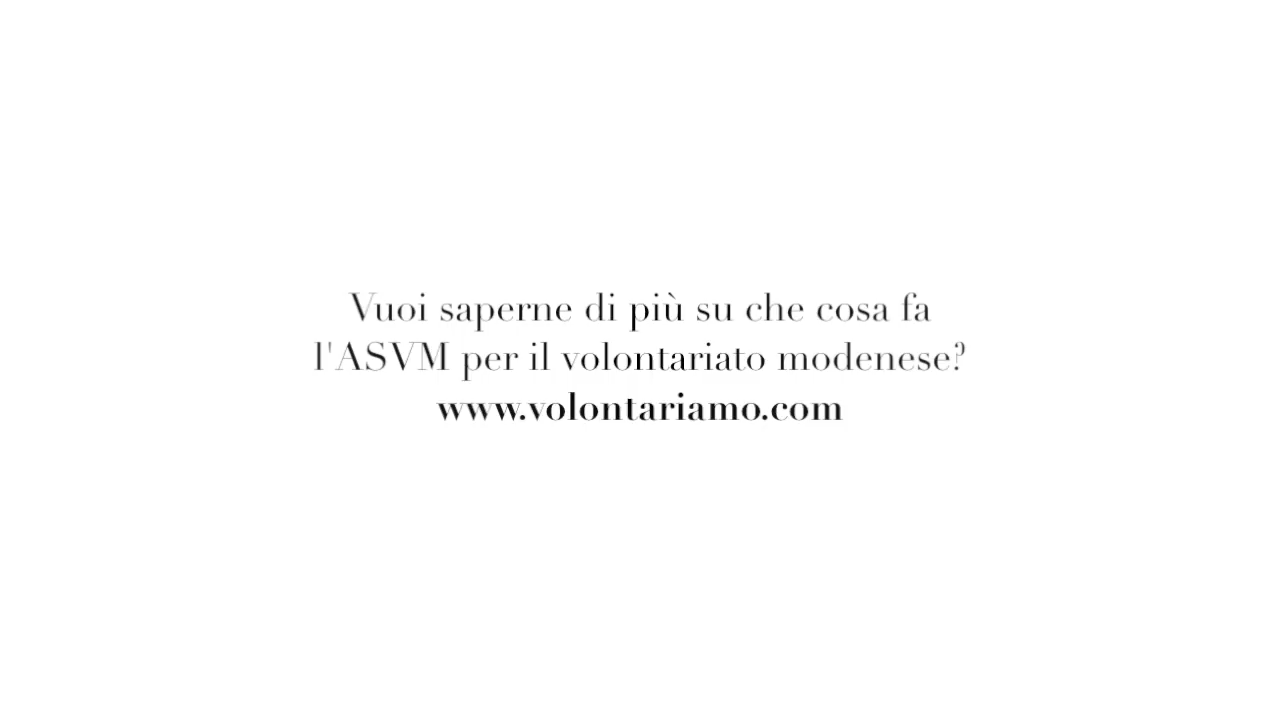 Vuoi saperne di più su che cosa fa
l'ASVM per il volontariato modenese?
www.volontariamo.com